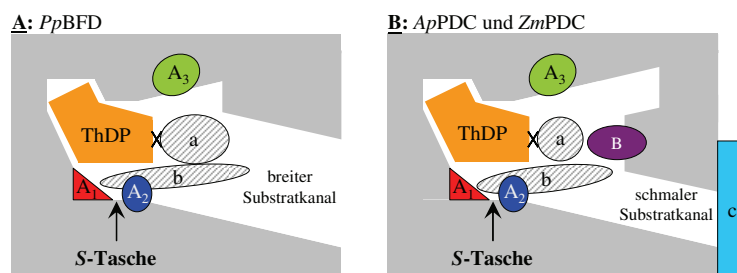 A: PpBFD
A3
ThDP
a
b
A1
A2
breiter
Substratkanal
S-Tasche
B: ApPDC und ZmPDC
A3
ThDP
a
B
b
A1
A2
schmaler
Substratkanal
c
S-Tasche